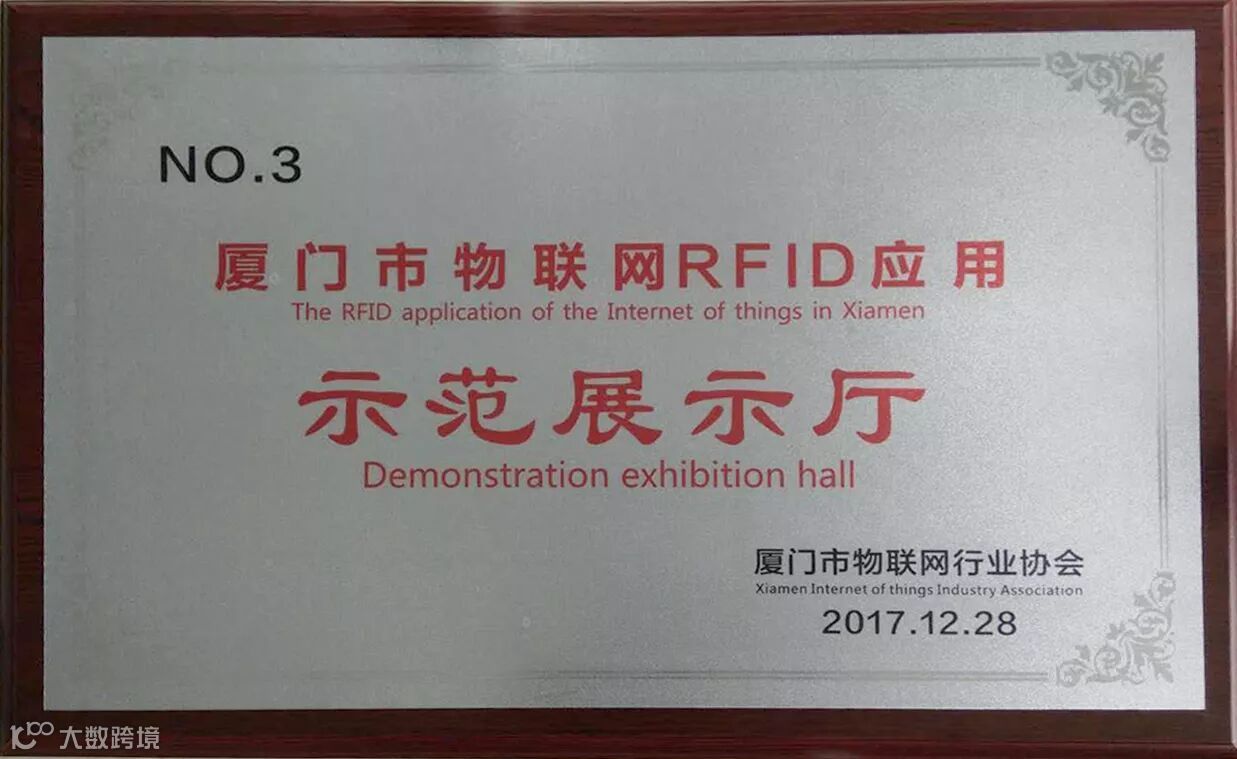 NO.3
厦门市物联网RFID应用
The RFID application of the Internet of things in Xiamen
示范展示厅
Demonstration exhibition hall
厦门市物联网行业协会
Xiamen Internet of things Industry Association
2017.12.28
大数跨境